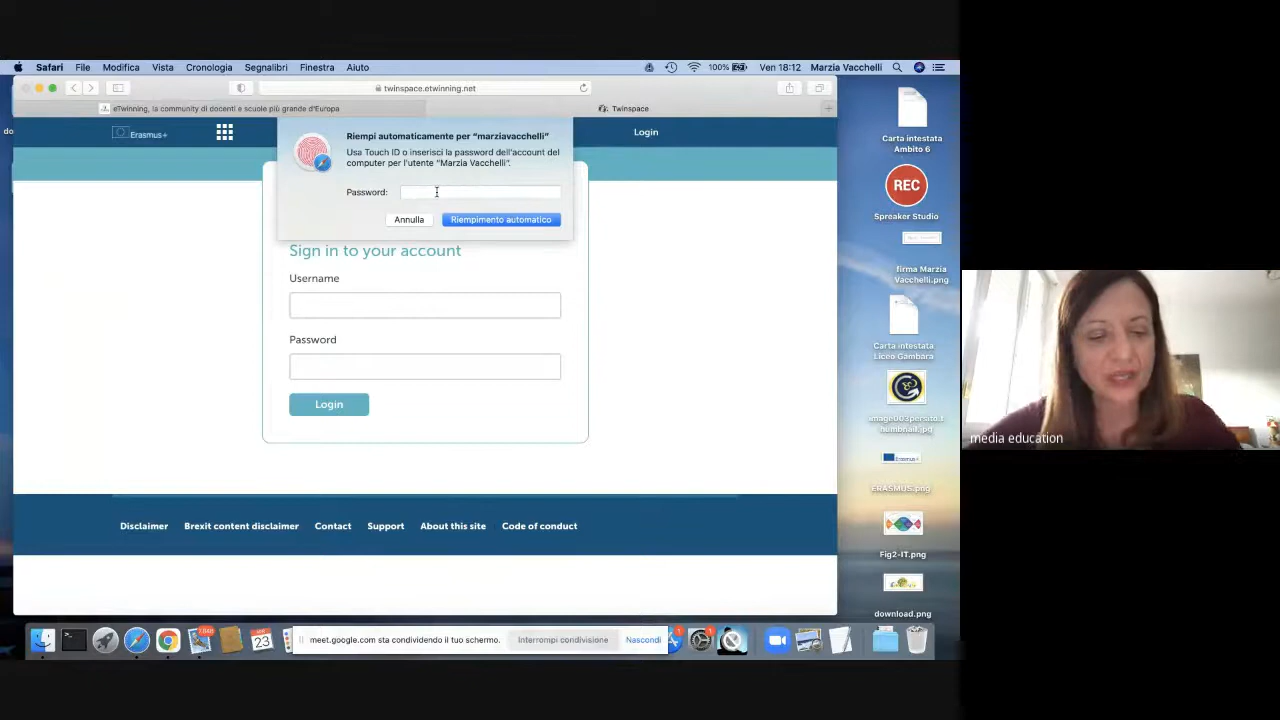 Safari File Modifica Vista Cronologia Segnalibri Finestra Aiuto 100% Ven 18:12 Marzia Vacchelli
twinspace.etwinning.net
eTwinning, la community di docenti e scuole più grande d'Europa
Twinspace
Erasmus+
Login
Riempi automaticamente per "marziavacchelli"
Usa Touch ID o inserisci la password dell'account del
computer per l'utente "Marzia Vacchelli".
Password:
Annulla
Riempimento automatico
Sign in to your account
Username
Password
Login
Disclaimer Brexit content disclaimer Contact Support About this site Code of conduct
Carta intestata
Ambito 6
REC
Spreaker Studio
firma Marzia
Vacchelli.png
Carta intestata
Liceo Gambara
Erasmus+
ERASMUS.png
Fig2-IT.png
download.png
23
meet.google.com sta condividendo il tuo schermo.
Interrompi condivisione
Nascondi
media education